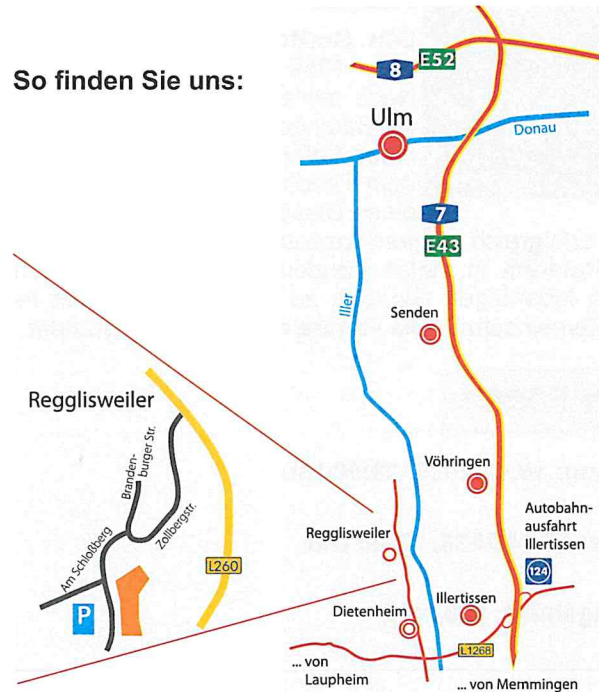 So finden Sie uns:
8
E52
Ulm
Donau
7
E43
Iller
Senden
Regglisweiler
Branden-
burger Str.
Zollbergstr.
Am Schloßberg
L260
P
Vöhringen
Autobahn-
ausfahrt
Illertissen
124
Regglisweiler
Dietenheim
Illertissen
L1268
... von
Laupheim
... von Memmingen